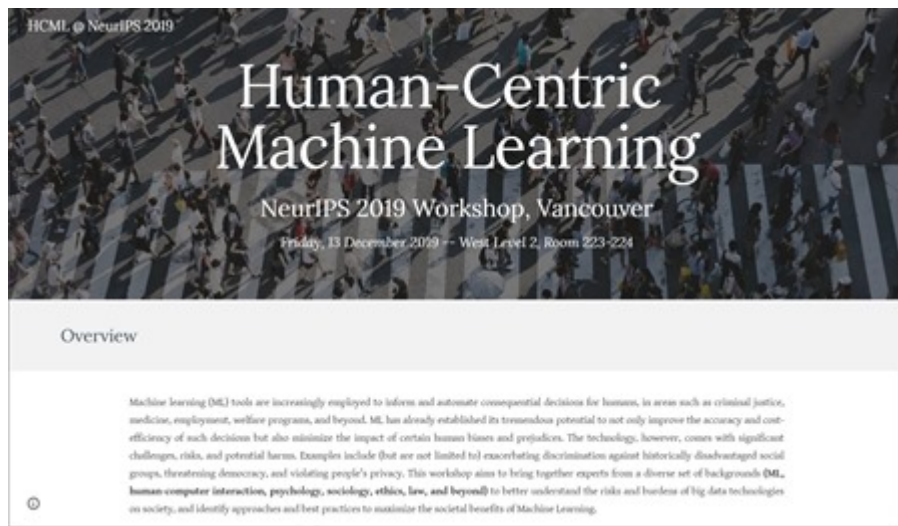 HCML @ NeurIPS 2019
Human-Centric
Machine Learning
NeurIPS 2019 Workshop, Vancouver
Friday, 13 December 2019 -- West Level 2, Room 223-224
Overview
Machine learning (ML) tools are increasingly employed to inform and automate consequential decisions for humans, in areas such as criminal justice,
medicine, employment, welfare programs, and beyond. ML has already established its tremendous potential to not only improve the accuracy and cost-
efficiency of such decisions but also minimize the impact of certain human biases and prejudices. The technology, however, comes with significant
challenges, risks, and potential harms. Examples include (but are not limited to) exacerbating discrimination against historically disadvantaged social
groups, threatening democracy, and violating people's privacy. This workshop aims to bring together experts from a diverse set of backgrounds (ML,
human-computer interaction, psychology, sociology, ethics, law, and beyond) to better understand the risks and burdens of big data technologies
on society, and identify approaches and best practices to maximize the societal benefits of Machine Learning.